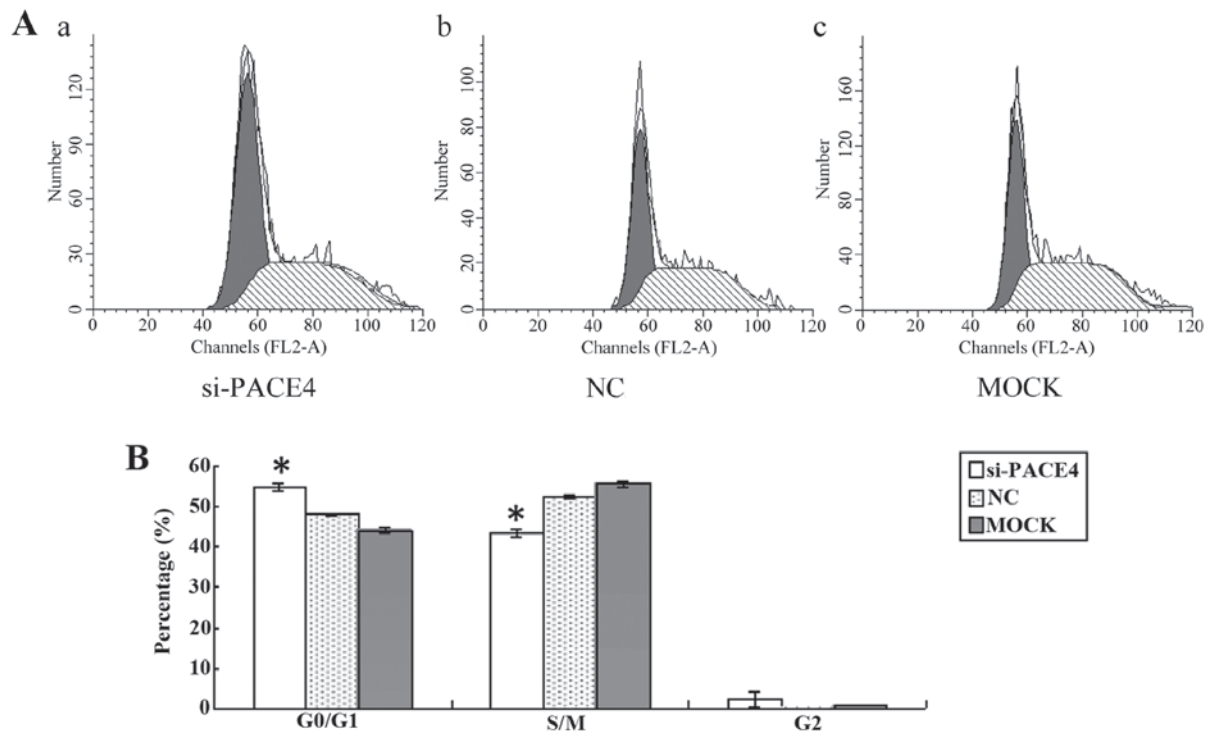 A
a
b
c
Number
0 30 60 90 120
0 20 40 60 80 100 120
Channels (FL2-A)
si-PACE4
Number
0 20 40 60 80 100
0 20 40 60 80 100 120
Channels (FL2-A)
NC
Number
0 40 80 120 160
0 20 40 60 80 100 120
Channels (FL2-A)
MOCK
B
Percentage (%)
60
50
40
30
20
10
0
*
*
G0/G1
S/M
G2
si-PACE4
NC
MOCK